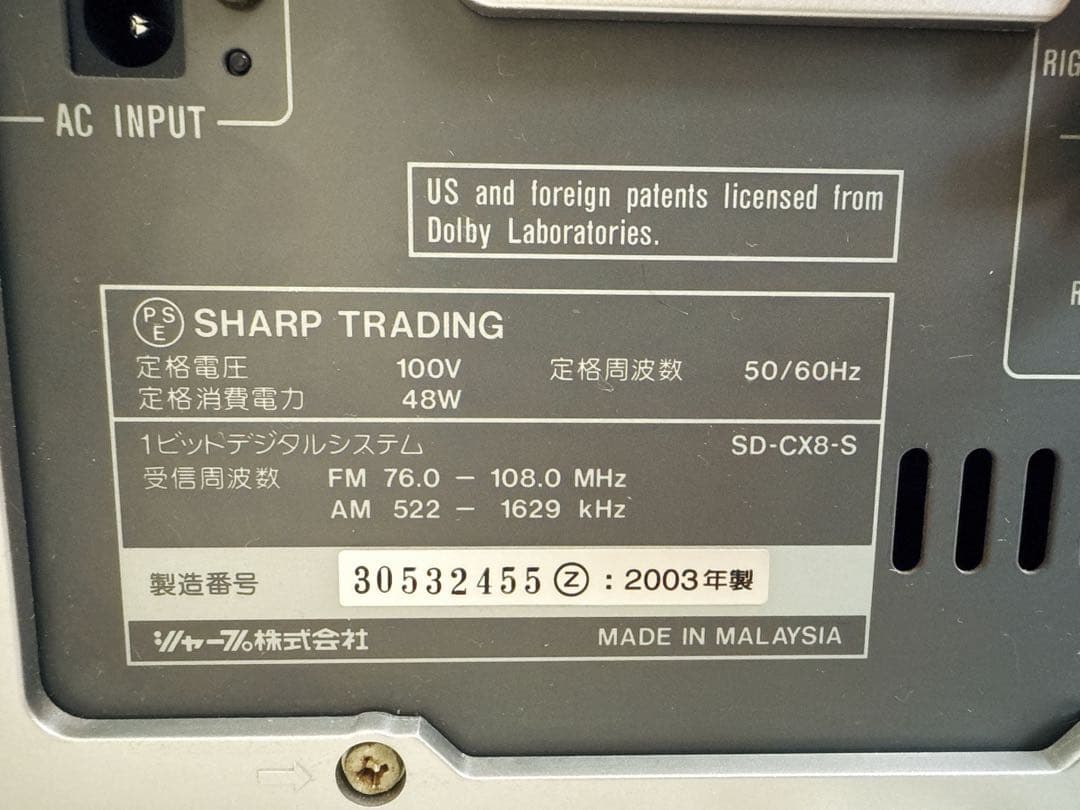 AC INPUT
US and foreign patents licensed from
Dolby Laboratories.
PSE SHARP TRADING
定格電圧 100V 定格周波数 50/60Hz
定格消費電力 48W
1ビットデジタルシステム SD-CX8-S
受信周波数 FM 76.0 – 108.0 MHz
AM 522 – 1629 kHz
製造番号 30532455 Ⓩ : 2003年製
シャープ株式会社 MADE IN MALAYSIA